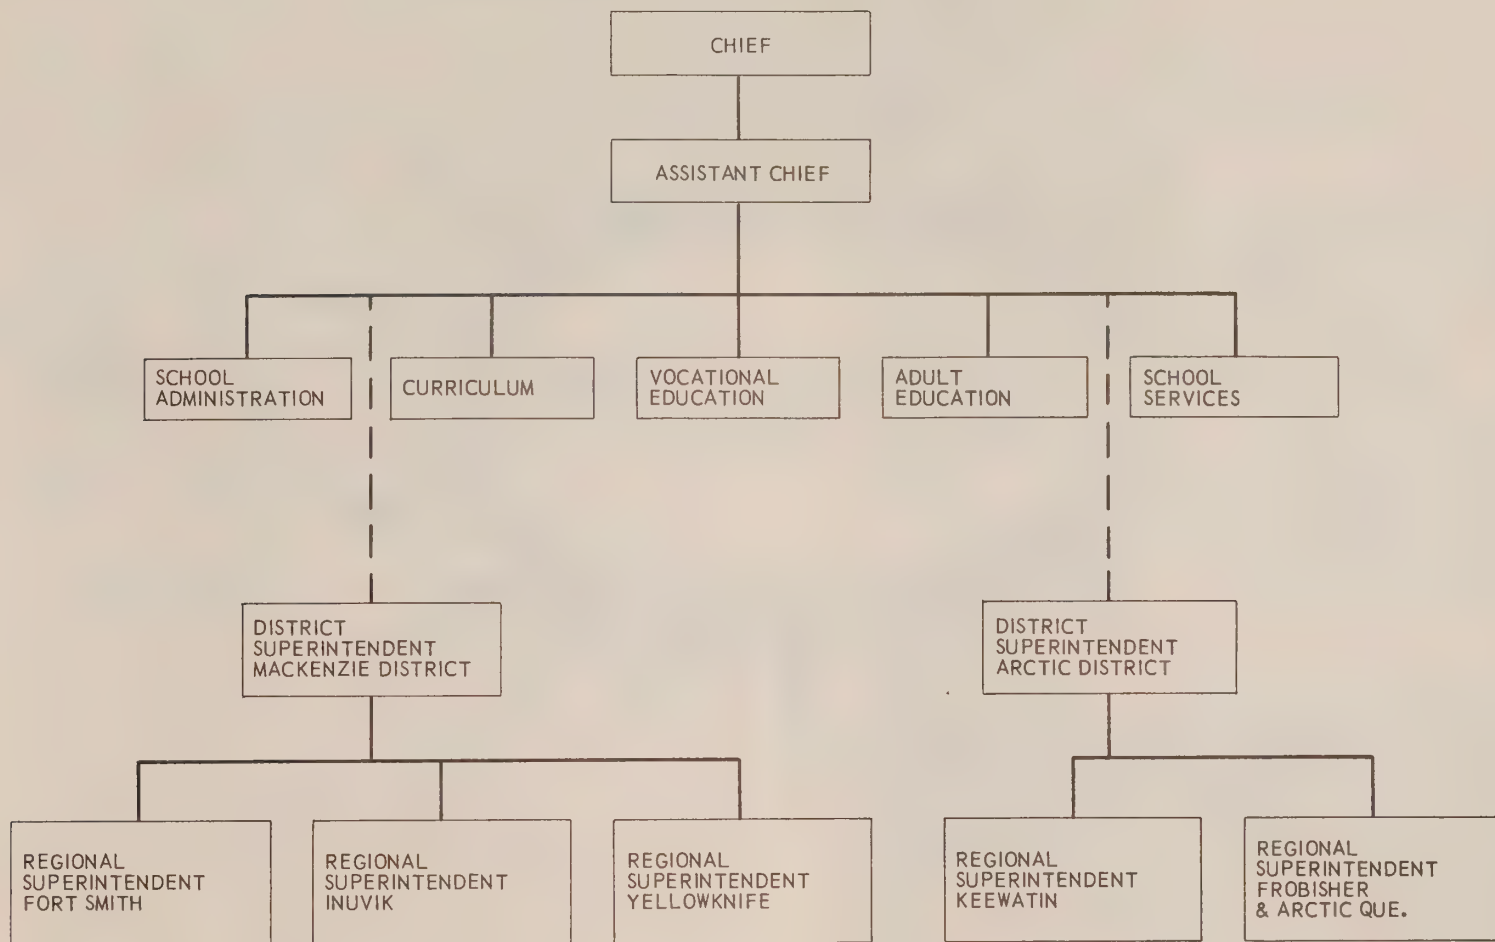 CHIEF
ASSISTANT CHIEF
SCHOOL
ADMINISTRATION
CURRICULUM
VOCATIONAL
EDUCATION
ADULT
EDUCATION
SCHOOL
SERVICES
DISTRICT
SUPERINTENDENT
MACKENZIE DISTRICT
DISTRICT
SUPERINTENDENT
ARCTIC DISTRICT
REGIONAL
SUPERINTENDENT
FORT SMITH
REGIONAL
SUPERINTENDENT
INUVIK
REGIONAL
SUPERINTENDENT
YELLOWKNIFE
REGIONAL
SUPERINTENDENT
KEEWATIN
REGIONAL
SUPERINTENDENT
FROBISHER
& ARCTIC QUE.